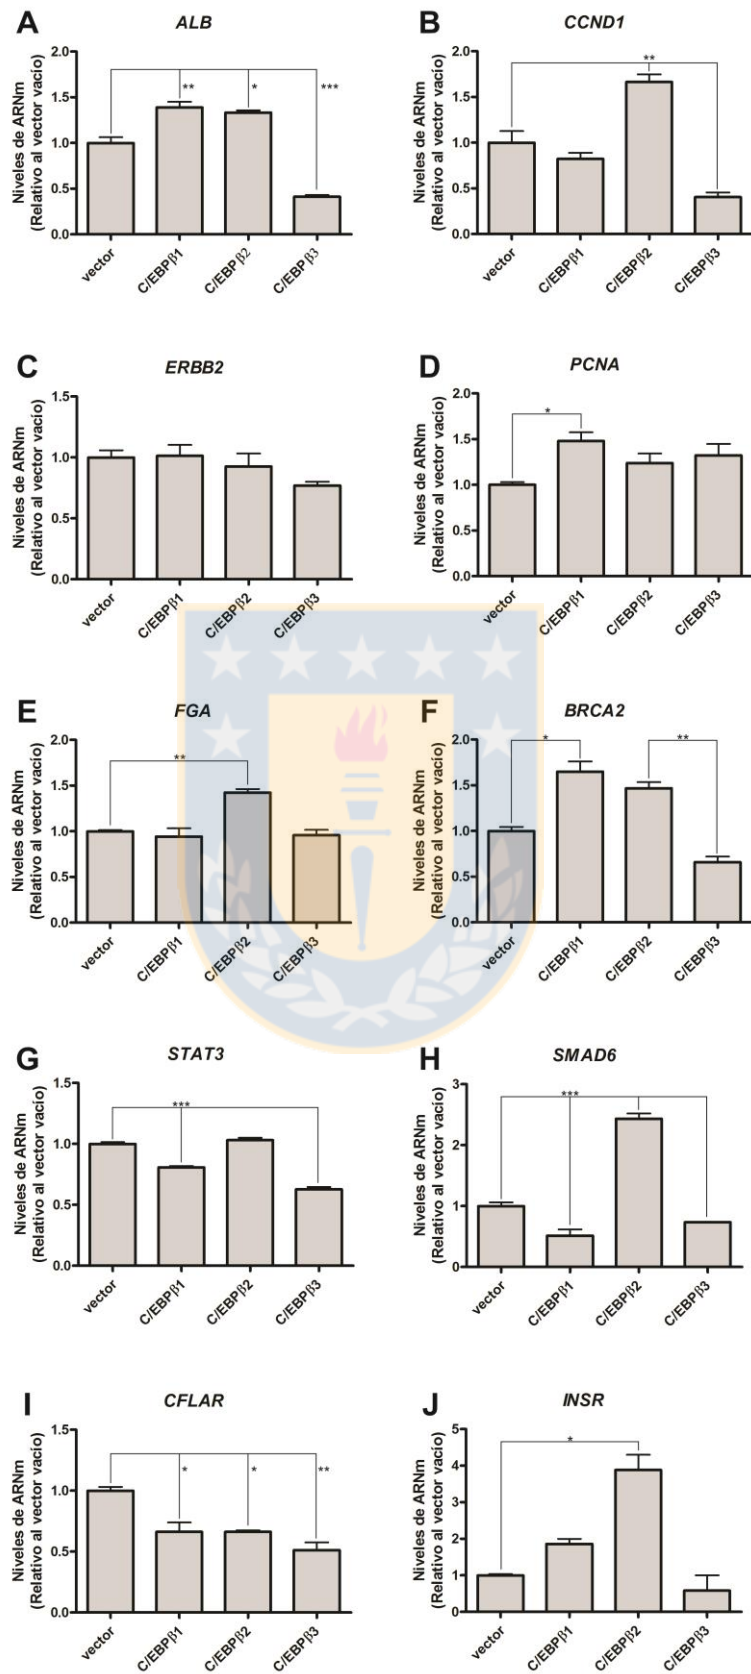 A
ALB
Niveles de ARNm
(Relativo al vector vacío)
2.0
1.5
1.0
0.5
0.0
**
*
***
vector
C/EBPβ1
C/EBPβ2
C/EBPβ3
B
CCND1
Niveles de ARNm
(Relativo al vector vacío)
2.0
1.5
1.0
0.5
0.0
**
vector
C/EBPβ1
C/EBPβ2
C/EBPβ3
C
ERBB2
Niveles de ARNm
(Relativo al vector vacío)
1.5
1.0
0.5
0.0
vector
C/EBPβ1
C/EBPβ2
C/EBPβ3
D
PCNA
Niveles de ARNm
(Relativo al vector vacío)
2.0
1.5
1.0
0.5
0.0
*
vector
C/EBPβ1
C/EBPβ2
C/EBPβ3
E
FGA
Niveles de ARNm
(Relativo al vector vacío)
2.0
1.5
1.0
0.5
0.0
**
vector
C/EBPβ1
C/EBPβ2
C/EBPβ3
F
BRCA2
Niveles de ARNm
(Relativo al vector vacío)
2.0
1.5
1.0
0.5
0.0
*
**
vector
C/EBPβ1
C/EBPβ2
C/EBPβ3
G
STAT3
Niveles de ARNm
(Relativo al vector vacío)
1.5
1.0
0.5
0.0
***
vector
C/EBPβ1
C/EBPβ2
C/EBPβ3
H
SMAD6
Niveles de ARNm
(Relativo al vector vacío)
3
2
1
0
***
vector
C/EBPβ1
C/EBPβ2
C/EBPβ3
I
CFLAR
Niveles de ARNm
(Relativo al vector vacío)
1.5
1.0
0.5
0.0
*
*
**
vector
C/EBPβ1
C/EBPβ2
C/EBPβ3
J
INSR
Niveles de ARNm
(Relativo al vector vacío)
5
4
3
2
1
0
*
vector
C/EBPβ1
C/EBPβ2
C/EBPβ3